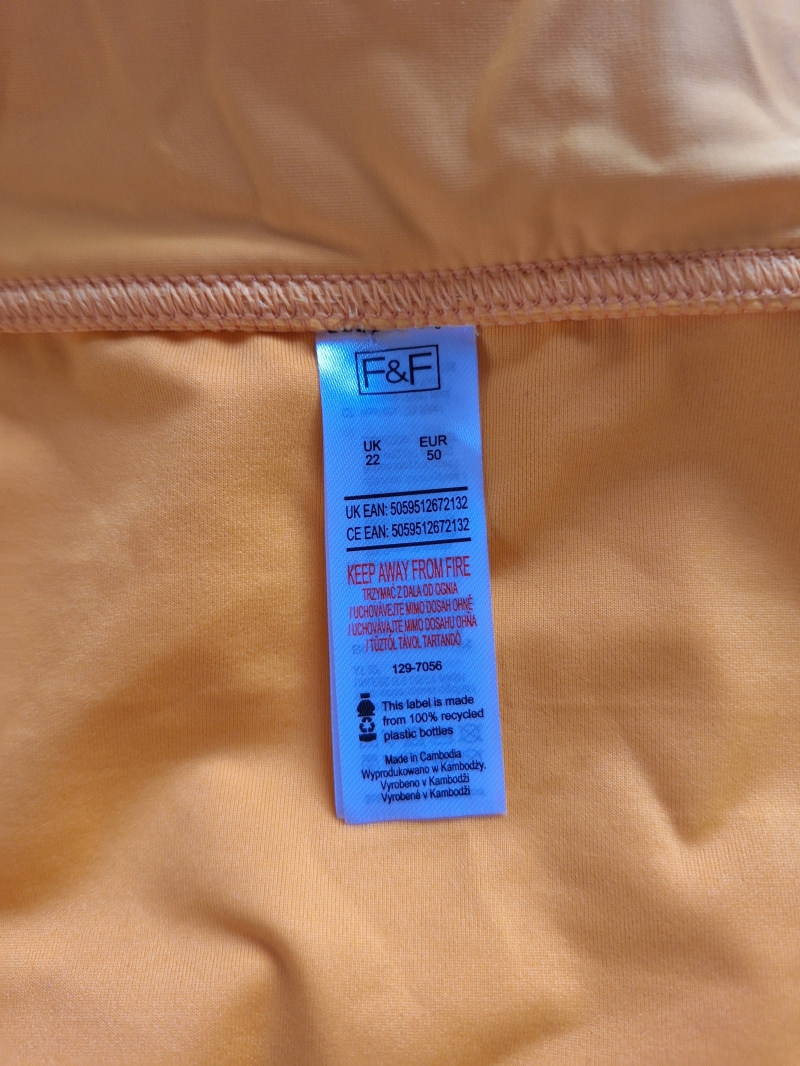 F&F
UK EUR
22 50
UK EAN: 5059512672132
CE EAN: 5059512672132
KEEP AWAY FROM FIRE
TRZYMAĆ Z DALA OD OGNIA
/ UCHOVÁVEJTE MIMO DOSAH OHNĚ
/ UCHOVÁVAJTE MIMO DOSAHU OHŇA
/ TŰZTŐL TÁVOL TARTANDÓ
129-7056
This label is made
from 100% recycled
plastic bottles
Made in Cambodia
Wyprodukowano w Kambodży.
Vyrobeno v Kambodži
Vyrobené v Kambodži